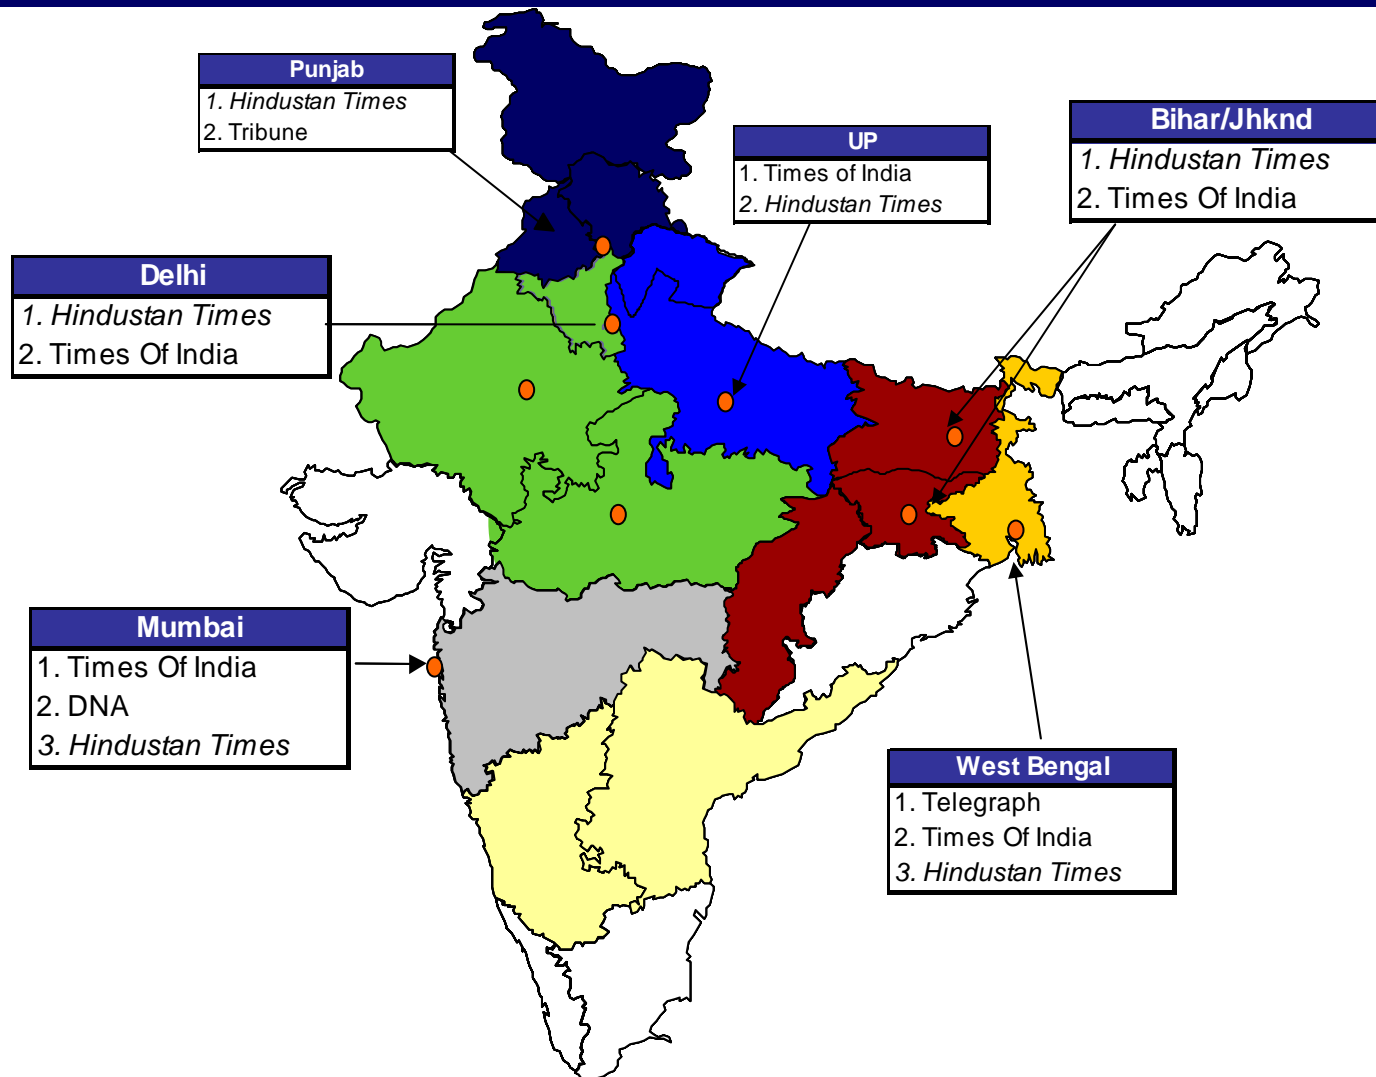 Punjab
1. Hindustan Times
2. Tribune
UP
1. Times of India
2. Hindustan Times
Bihar/Jhknd
1. Hindustan Times
2. Times Of India
Delhi
1. Hindustan Times
2. Times Of India
Mumbai
1. Times Of India
2. DNA
3. Hindustan Times
West Bengal
1. Telegraph
2. Times Of India
3. Hindustan Times